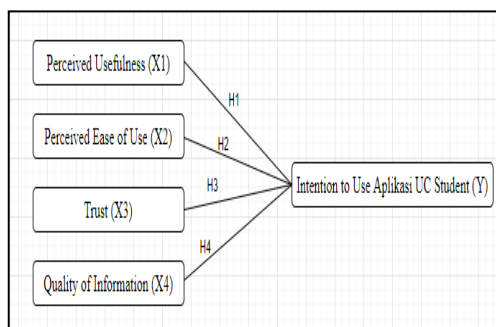 Perceived Usefulness (X1)
H1
Perceived Ease of Use (X2)
H2
Intention to Use Aplikasi UC Student (Y)
H3
Trust (X3)
H4
Quality of Information (X4)